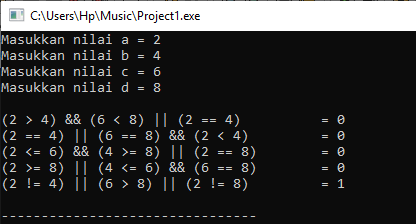 C:\Users\Hp\Music\Project1.exe
Masukkan nilai a = 2
Masukkan nilai b = 4
Masukkan nilai c = 6
Masukkan nilai d = 8
(2 > 4) && (6 < 8) || (2 == 4) = 0
(2 == 4) || (6 == 8) && (2 < 4) = 0
(2 <= 6) && (4 >= 8) || (2 == 8) = 0
(2 >= 8) || (4 <= 6) && (6 == 8) = 0
(2 != 4) || (6 > 8) || (2 != 8) = 1
--------------------------------